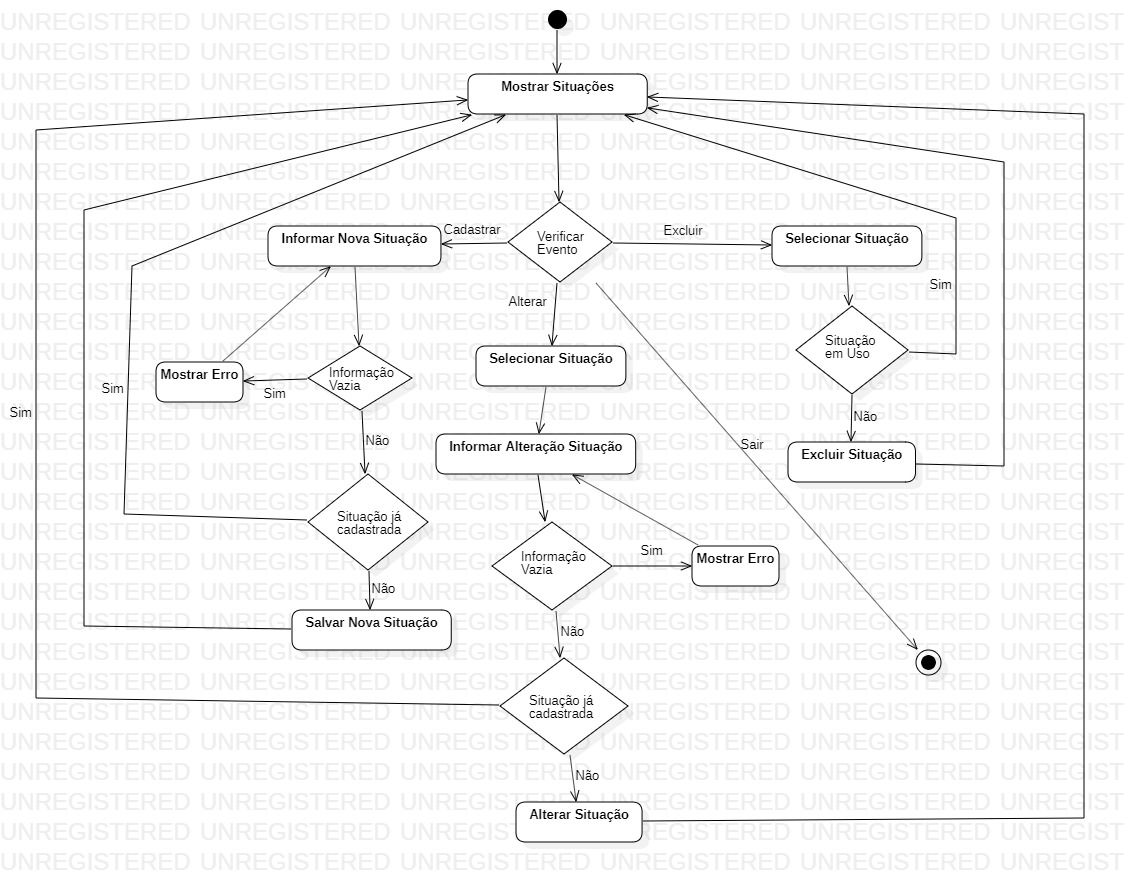 Mostrar Situações
Cadastrar
Excluir
Informar Nova Situação
Verificar
Evento
Selecionar Situação
Alterar
Sim
Situação
em Uso
Selecionar Situação
Mostrar Erro
Informação
Vazia
Sim
Sim
Sim
Não
Não
Informar Alteração Situação
Sair
Excluir Situação
Situação já
cadastrada
Informação
Vazia
Sim
Mostrar Erro
Não
Salvar Nova Situação
Não
Situação já
cadastrada
Não
Alterar Situação
UNREGISTERED UNREGISTERED UNREGISTERED UNREGISTERED UNREGISTERED UNREGIST